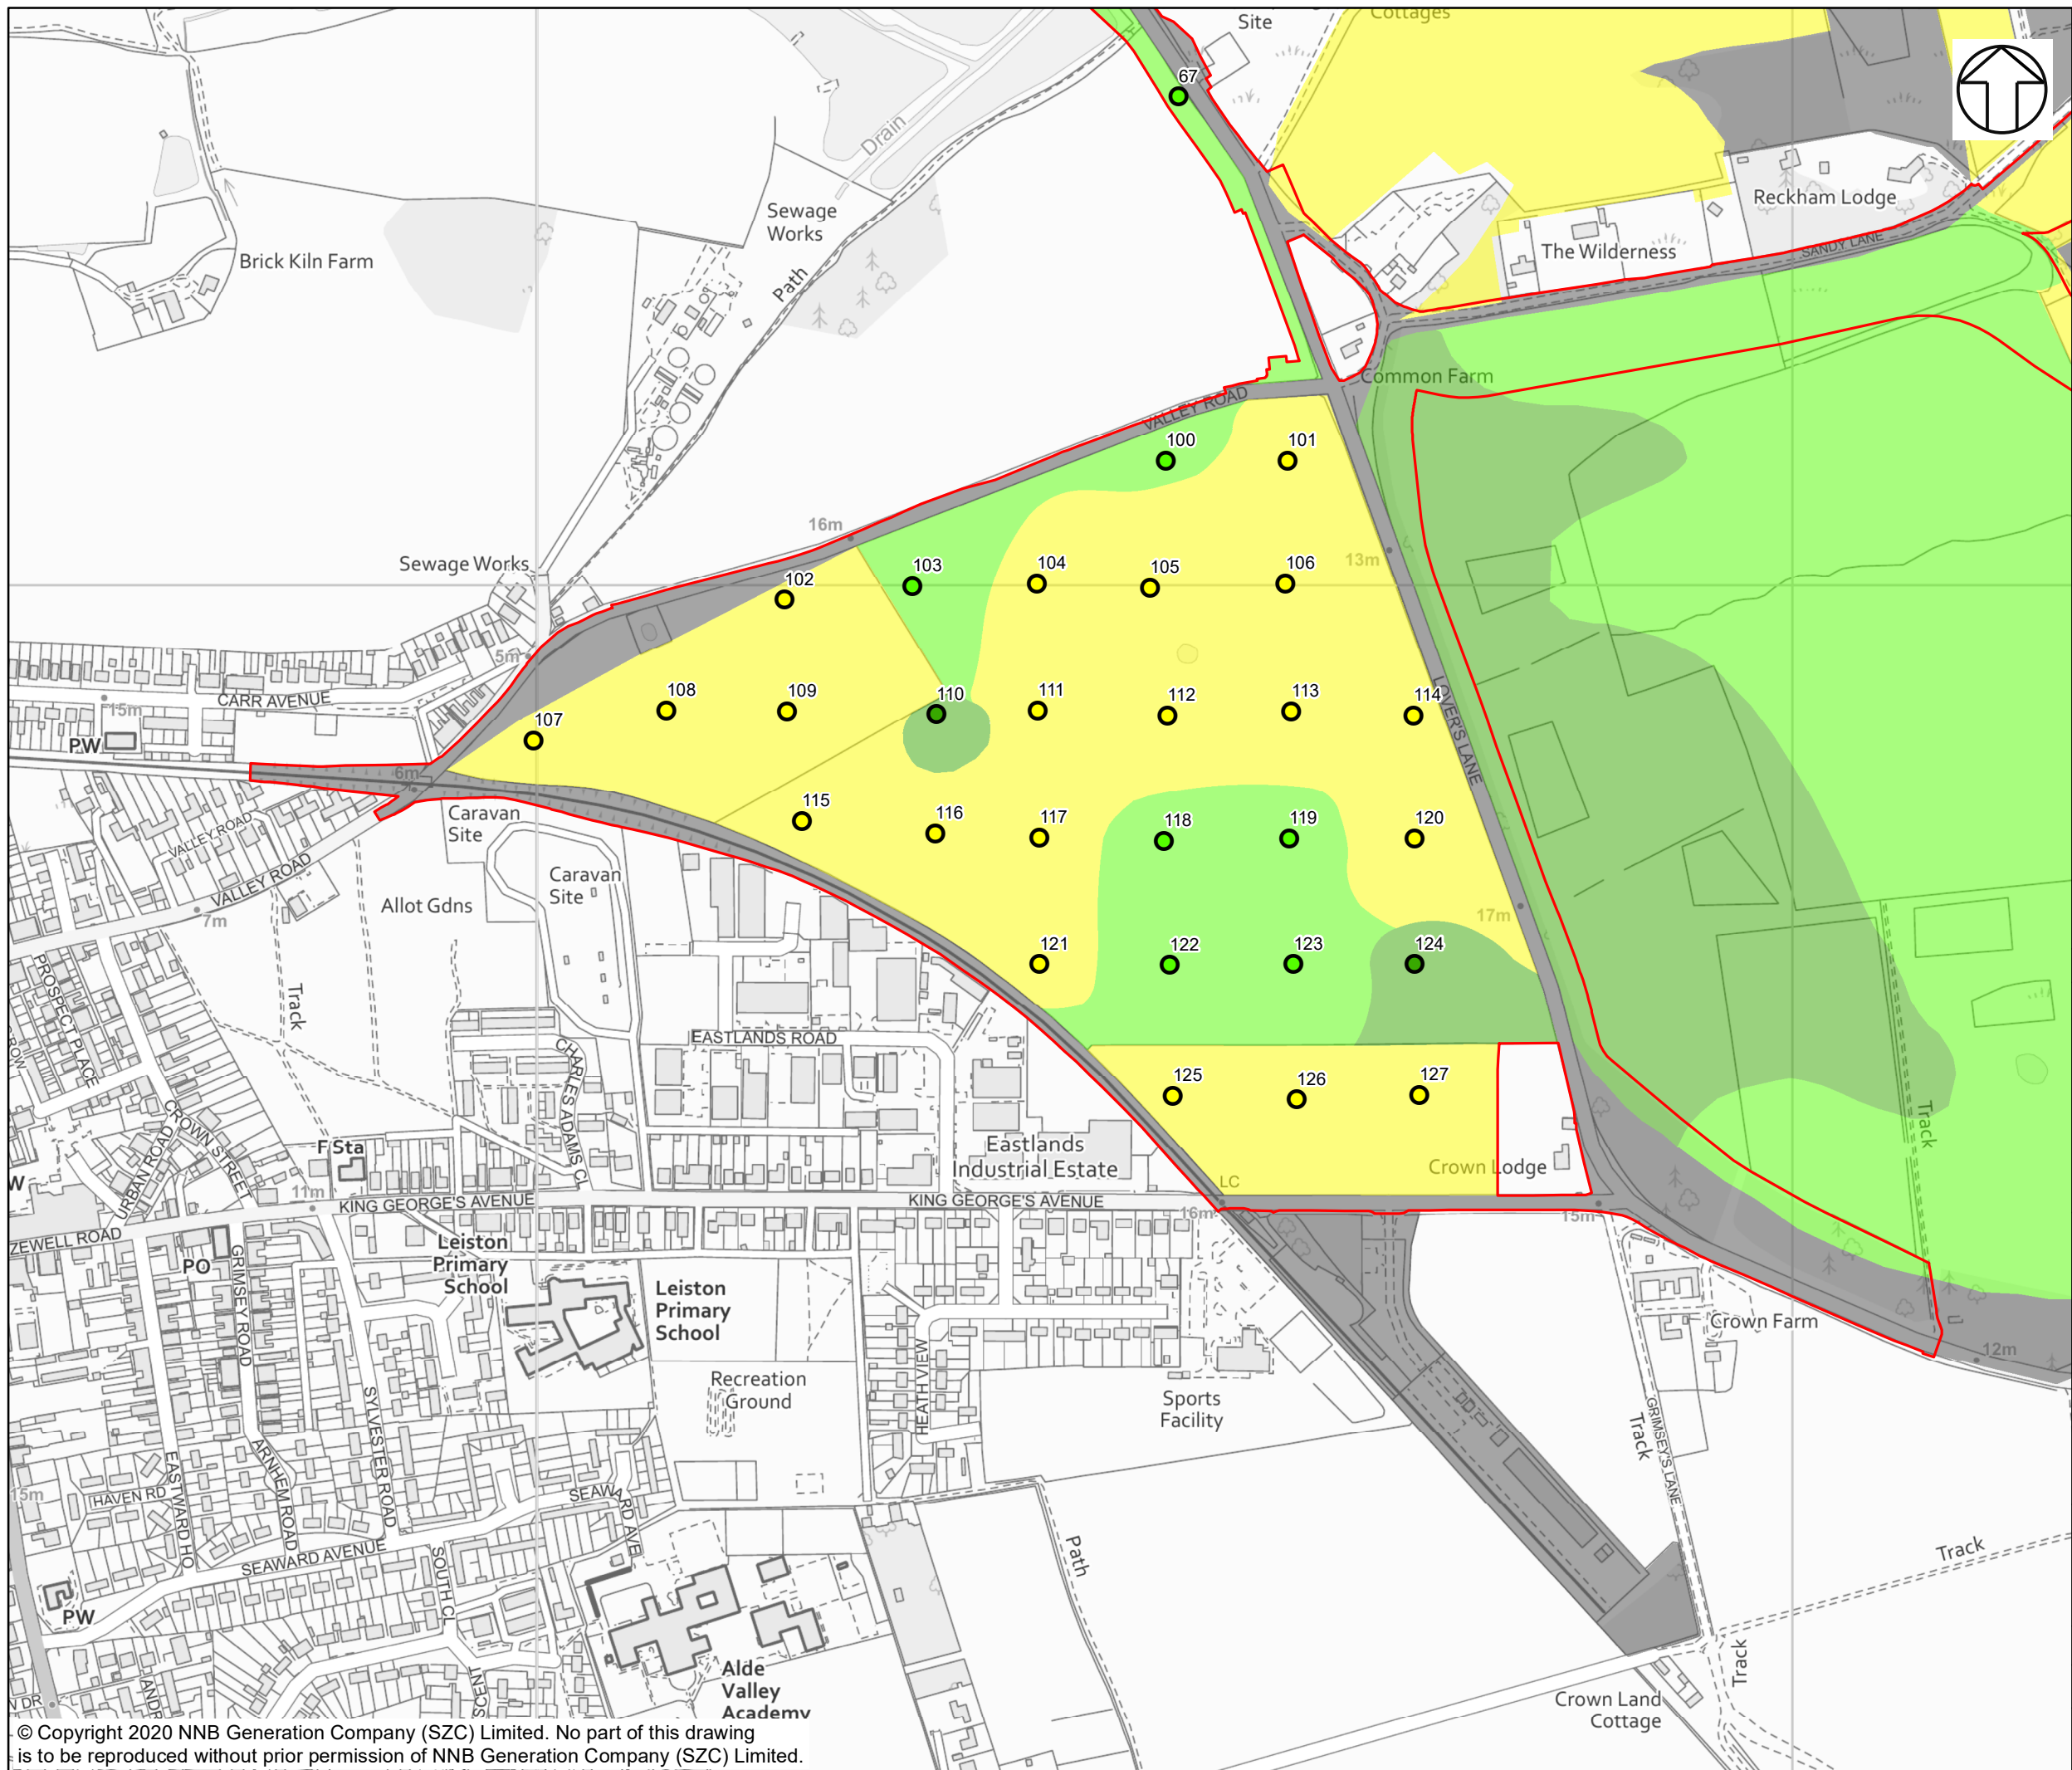 Site
Cottages
67
Drain
Reckham Lodge
Sewage
Works
The Wilderness
SANDY LANE
Brick Kiln Farm
Path
Common Farm
VALLEY ROAD
100
101
16m
13m
Sewage Works
102
103
104
105
106
5m
CARR AVENUE
15m
PW
107
108
109
110
111
112
113
114
LOVER'S LANE
6m
Caravan
Site
VALLEY ROAD
VALLEY ROAD
115
116
117
118
119
120
Caravan
Site
Allot Gdns
7m
17m
121
122
123
124
PROSPECT PLACE
ROW
Track
EASTLANDS ROAD
CHARLES ADAMS CL
125
126
127
Track
CROWN STREET
URBAN ROAD
F Sta
Eastlands
Industrial Estate
Crown Lodge
W
11m
KING GEORGE'S AVENUE
KING GEORGE'S AVENUE
LC
16m
15m
ZEWELL ROAD
PO
GRIMSEY ROAD
Leiston
Primary
School
Leiston
Primary
School
Crown Farm
12m
Recreation
Ground
HEATH VIEW
Sports
Facility
SYLVESTER ROAD
Track
GRIMSEY'S LANE
ARNHEM ROAD
EASTWARD HO
15m
HAVEN RD
SEAWARD AVE
SEAWARD AVENUE
SOUTH CL
Path
Track
PW
Track
Alde
Valley
Academy
Crown Land
Cottage
W DR
ANDR
SCENT
© Copyright 2020 NNB Generation Company (SZC) Limited. No part of this drawing
is to be reproduced without prior permission of NNB Generation Company (SZC) Limited.